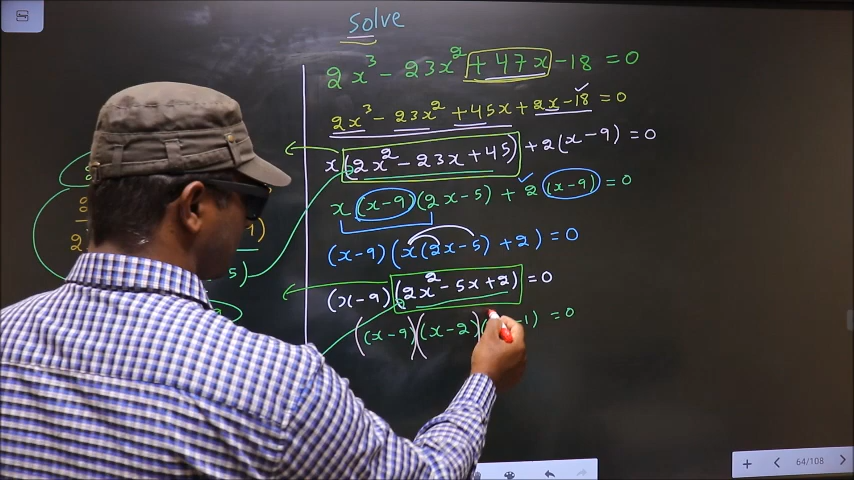 solve
2x³ - 23x² + 47x - 18 = 0
2x³ - 23x² + 45x + 2x - 18 = 0
x(2x² - 23x + 45) + 2(x - 9) = 0
x(x-9)(2x-5) + 2(x-9) = 0
(x-9)(x(2x-5) + 2) = 0
(x-9)(2x² - 5x + 2) = 0
(x-9)(x-2)( -1) = 0
64/108